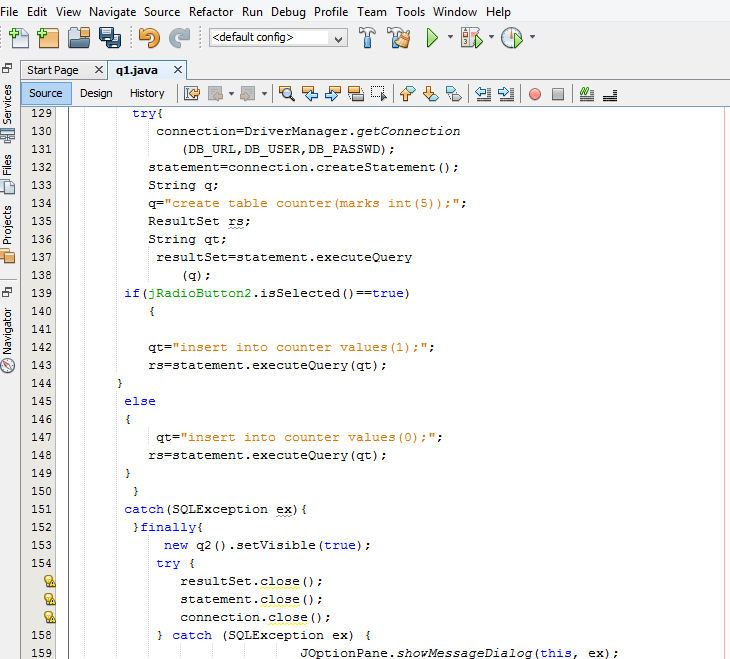 File Edit View Navigate Source Refactor Run Debug Profile Team Tools Window Help
<default config>
Start Page q1.java
Source Design History
Services
Files
Projects
Navigator
129 try{
130 connection=DriverManager.getConnection
131 (DB_URL,DB_USER,DB_PASSWD);
132 statement=connection.createStatement();
133 String q;
134 q="create table counter(marks int(5));";
135 ResultSet rs;
136 String qt;
137 resultSet=statement.executeQuery
138 (q);
139 if(jRadioButton2.isSelected()==true)
140 {
141
142 qt="insert into counter values(1);";
143 rs=statement.executeQuery(qt);
144 }
145 else
146 {
147 qt="insert into counter values(0);";
148 rs=statement.executeQuery(qt);
149 }
150 }
151 catch(SQLException ex){
152 }finally{
153 new q2().setVisible(true);
154 try {
resultSet.close();
statement.close();
connection.close();
158 } catch (SQLException ex) {
159 JOptionPane.showMessageDialog(this, ex);